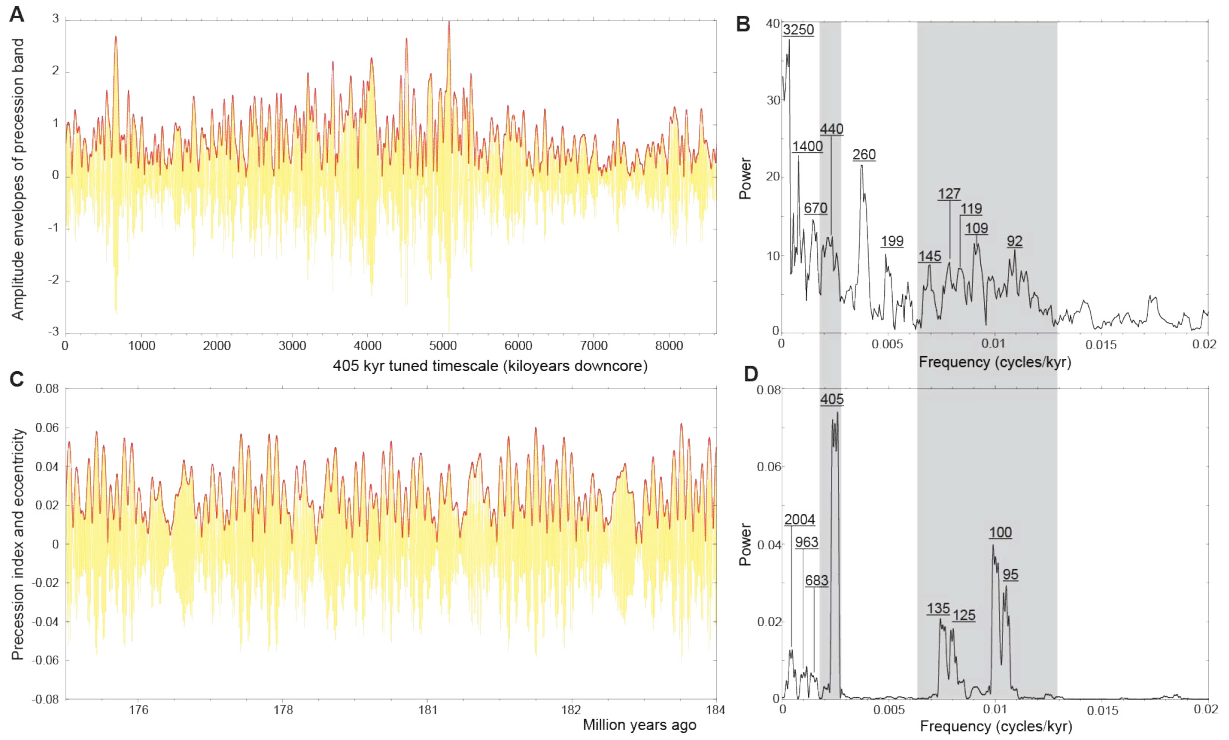 A
Amplitude envelopes of precession band
3
2
1
0
-1
-2
-3
0 1000 2000 3000 4000 5000 6000 7000 8000
405 kyr tuned timescale (kiloyears downcore)
B
Power
40
30
20
10
0
3250
440
1400
260
670
199
127
119
109
145
92
0 0.005 0.01 0.015 0.02
Frequency (cycles/kyr)
C
Precession index and eccentricity
0.08
0.06
0.04
0.02
0
-0.02
-0.04
-0.06
-0.08
176 178 181 182 184
Million years ago
D
Power
0.08
0.06
0.04
0.02
0
405
2004
963
683
100
95
135
125
0 0.005 0.01 0.015 0.02
Frequency (cycles/kyr)